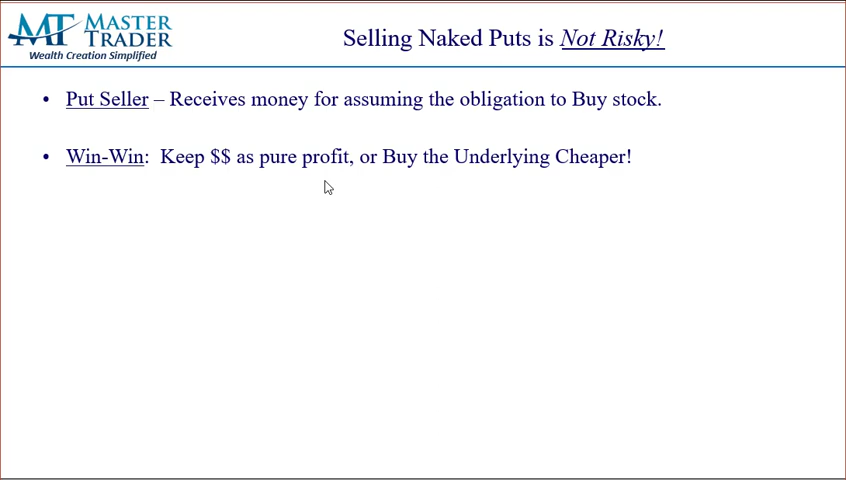 MT MASTER TRADER
Wealth Creation Simplified
Selling Naked Puts is Not Risky!
• Put Seller – Receives money for assuming the obligation to Buy stock.
• Win-Win: Keep $$ as pure profit, or Buy the Underlying Cheaper!